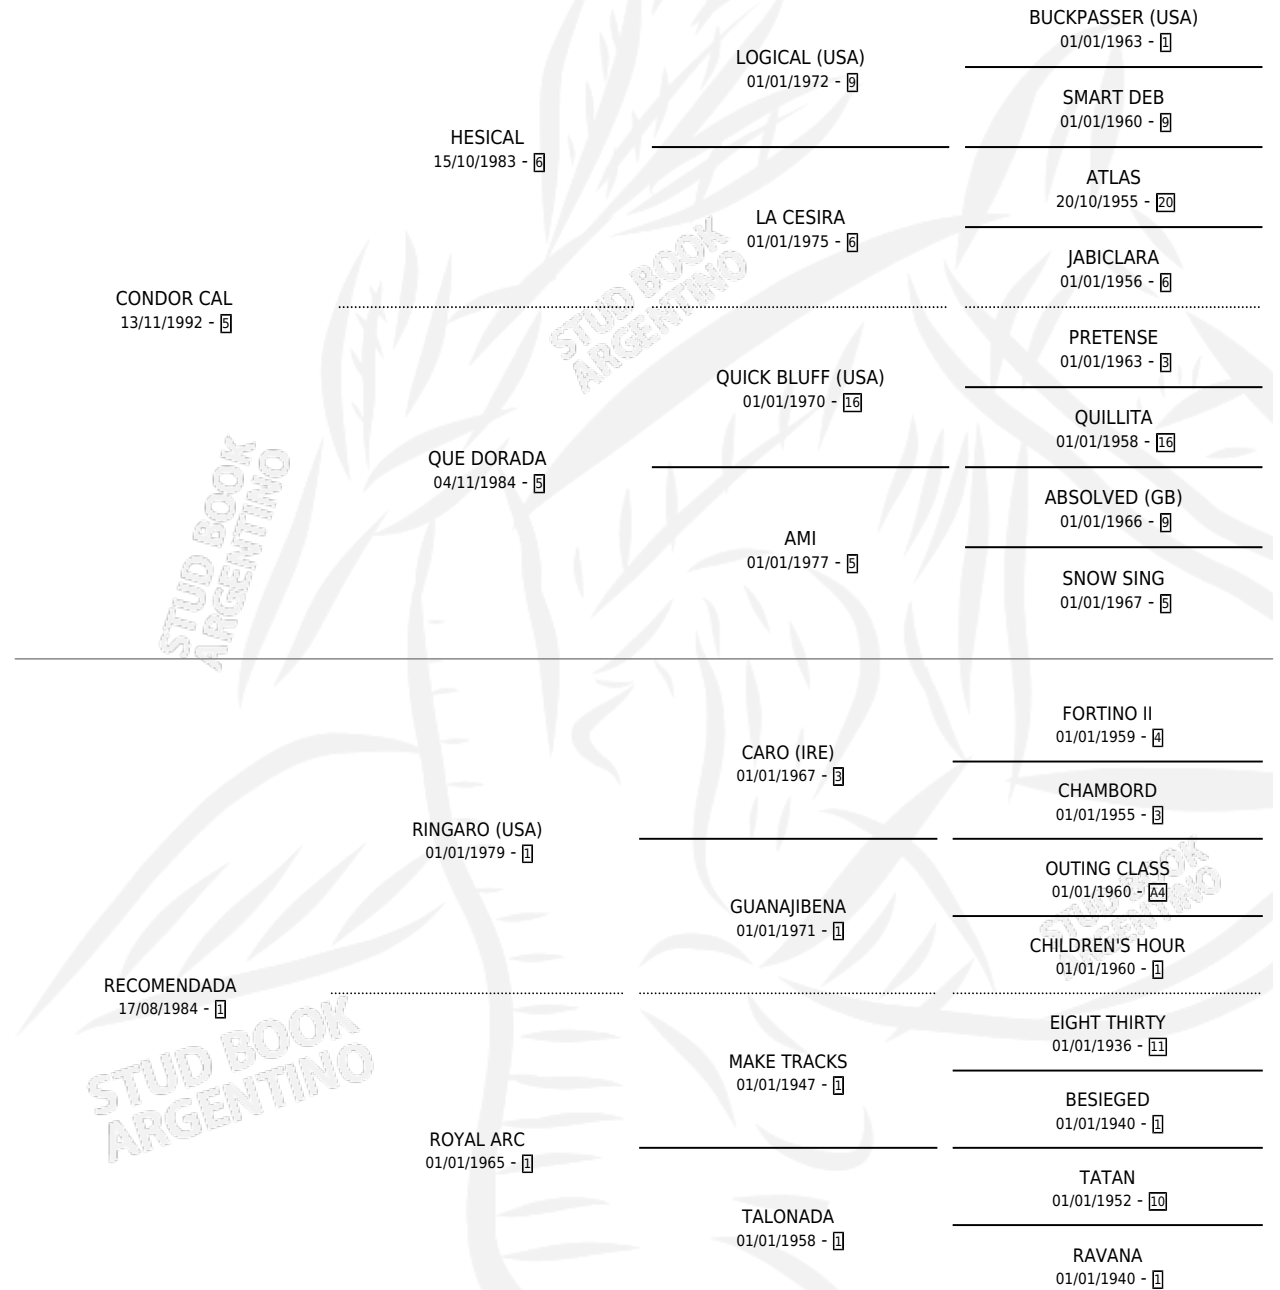 BUCKPASSER (USA)
01/01/1963 - 1
LOGICAL (USA)
01/01/1972 - 9
SMART DEB
01/01/1960 - 9
HESICAL
15/10/1983 - 6
ATLAS
20/10/1955 - 20
LA CESIRA
01/01/1975 - 6
JABICLARA
01/01/1956 - 6
CONDOR CAL
13/11/1992 - 5
PRETENSE
01/01/1963 - 3
QUICK BLUFF (USA)
01/01/1970 - 16
QUILLITA
01/01/1958 - 16
QUE DORADA
04/11/1984 - 5
ABSOLVED (GB)
01/01/1966 - 9
AMI
01/01/1977 - 5
SNOW SING
01/01/1967 - 5
STUD BOOK
ARGENTINO
STUD BOOK
ARGENTINO
FORTINO II
01/01/1959 - 4
CARO (IRE)
01/01/1967 - 3
CHAMBORD
01/01/1955 - 3
RINGARO (USA)
01/01/1979 - 1
OUTING CLASS
01/01/1960 - A4
GUANAJIBENA
01/01/1971 - 1
CHILDREN'S HOUR
01/01/1960 - 1
STUD BOOK
ARGENTINO
RECOMENDADA
17/08/1984 - 1
EIGHT THIRTY
01/01/1936 - 11
MAKE TRACKS
01/01/1947 - 1
BESIEGED
01/01/1940 - 1
ROYAL ARC
01/01/1965 - 1
TATAN
01/01/1952 - 10
TALONADA
01/01/1958 - 1
RAVANA
01/01/1940 - 1
STUD BOOK
ARGENTINO